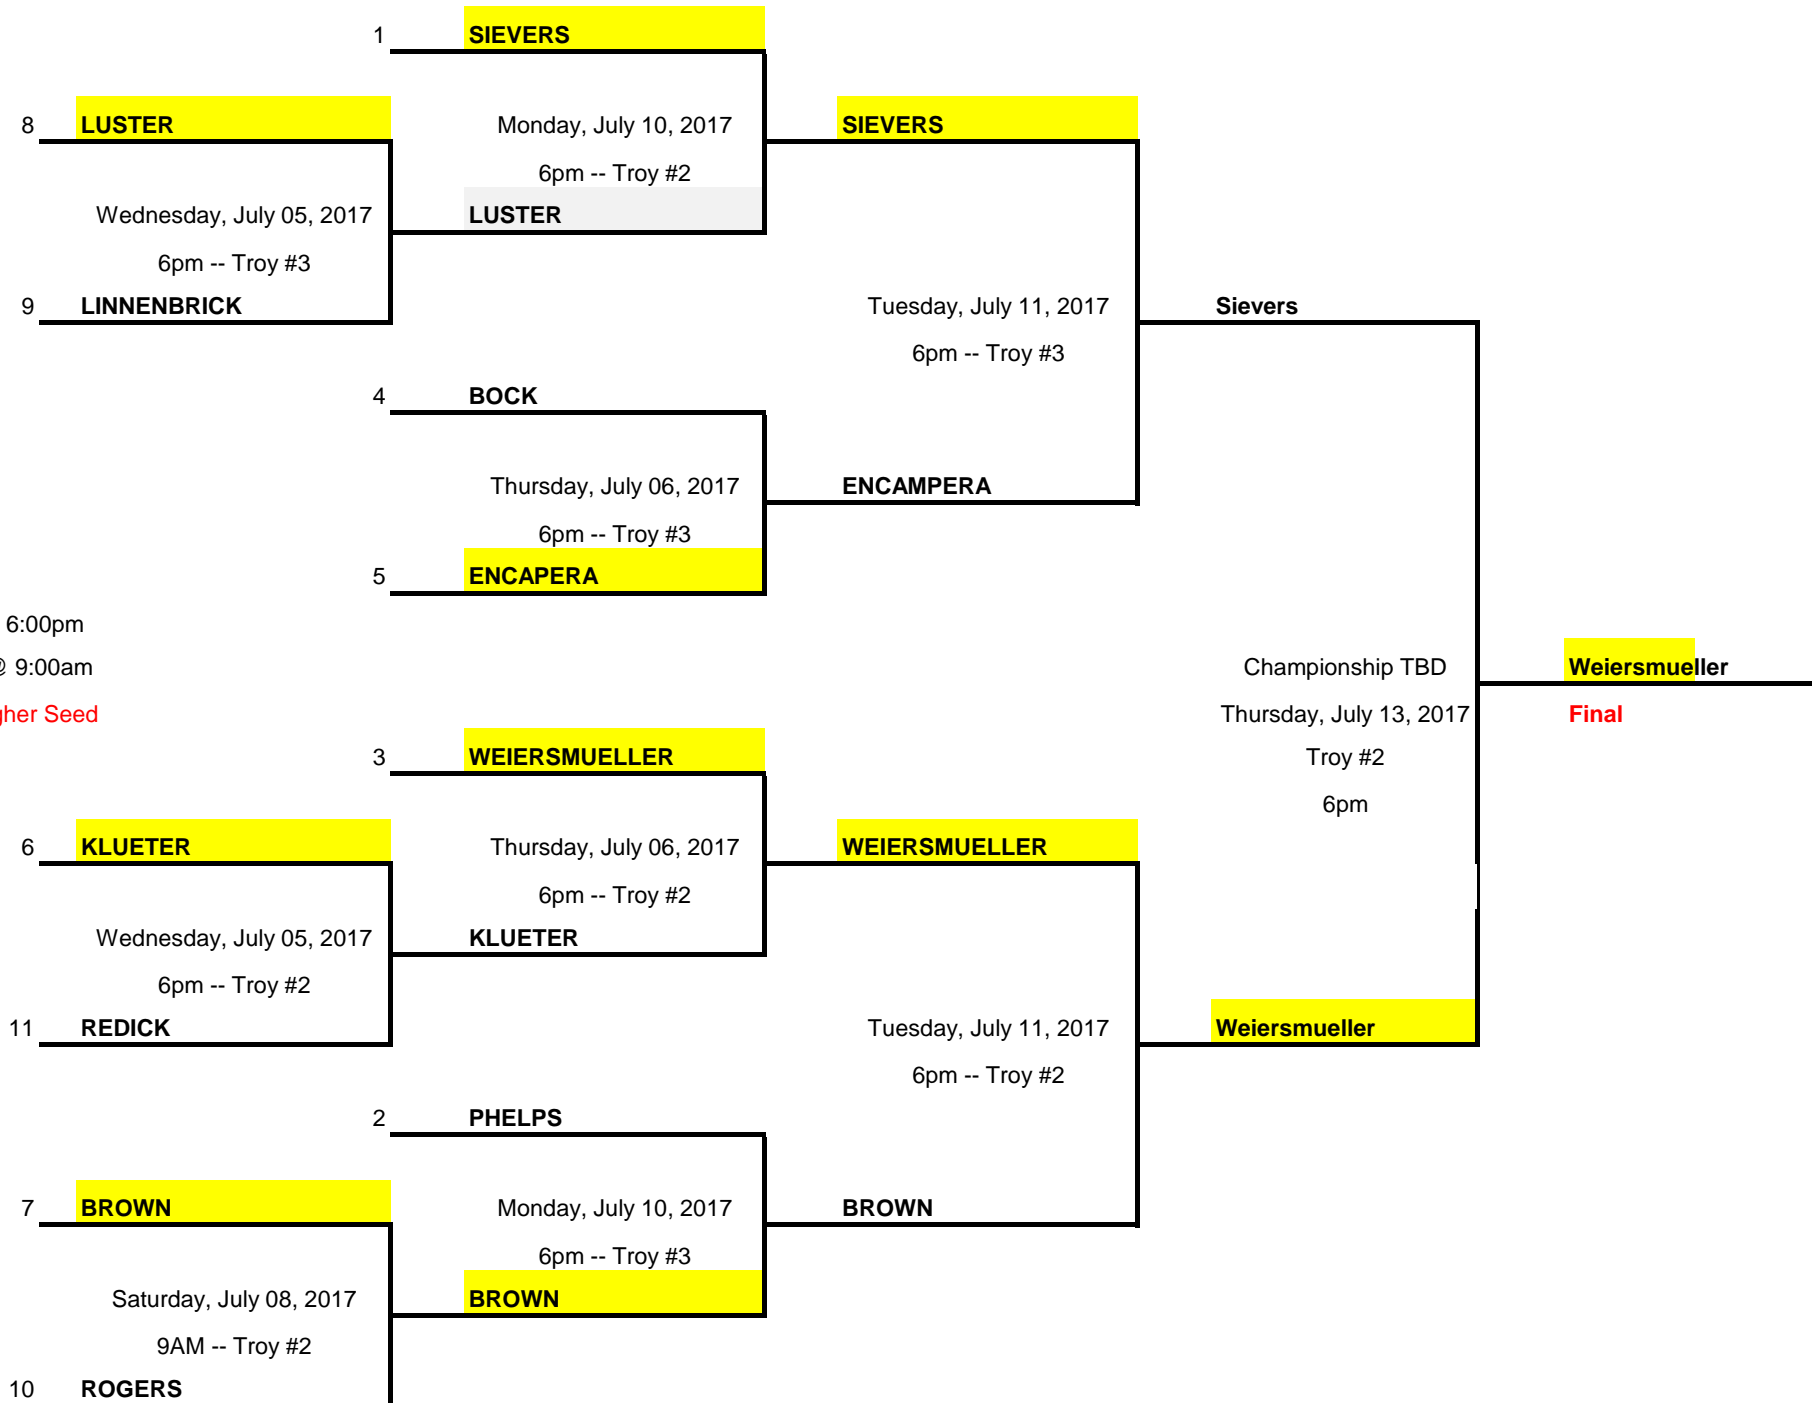 1 SIEVERS
8 LUSTER Monday, July 10, 2017 SIEVERS
6pm -- Troy #2
Wednesday, July 05, 2017 LUSTER
6pm -- Troy #3
9 LINNENBRICK Tuesday, July 11, 2017 Sievers
6pm -- Troy #3
4 BOCK
Thursday, July 06, 2017 ENCAMPERA
6pm -- Troy #3
5 ENCAPERA
6:00pm
@ 9:00am Championship TBD Weiersmueller
gher Seed Thursday, July 13, 2017 Final
3 WEIERSMUELLER Troy #2
6pm
6 KLUETER Thursday, July 06, 2017 WEIERSMUELLER
6pm -- Troy #2
Wednesday, July 05, 2017 KLUETER
6pm -- Troy #2
11 REDICK Tuesday, July 11, 2017 Weiersmueller
6pm -- Troy #2
2 PHELPS
7 BROWN Monday, July 10, 2017 BROWN
6pm -- Troy #3
Saturday, July 08, 2017 BROWN
9AM -- Troy #2
10 ROGERS